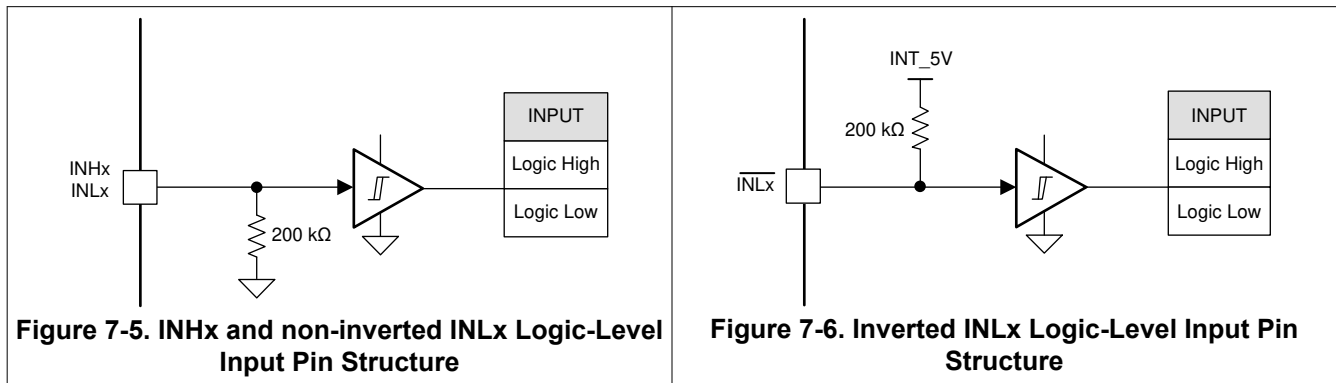 INHx
INLx
200 kΩ
INPUT
Logic High
Logic Low
Figure 7-5. INHx and non-inverted INLx Logic-Level
Input Pin Structure
INT_5V
200 kΩ
INLx
INPUT
Logic High
Logic Low
Figure 7-6. Inverted INLx Logic-Level Input Pin
Structure